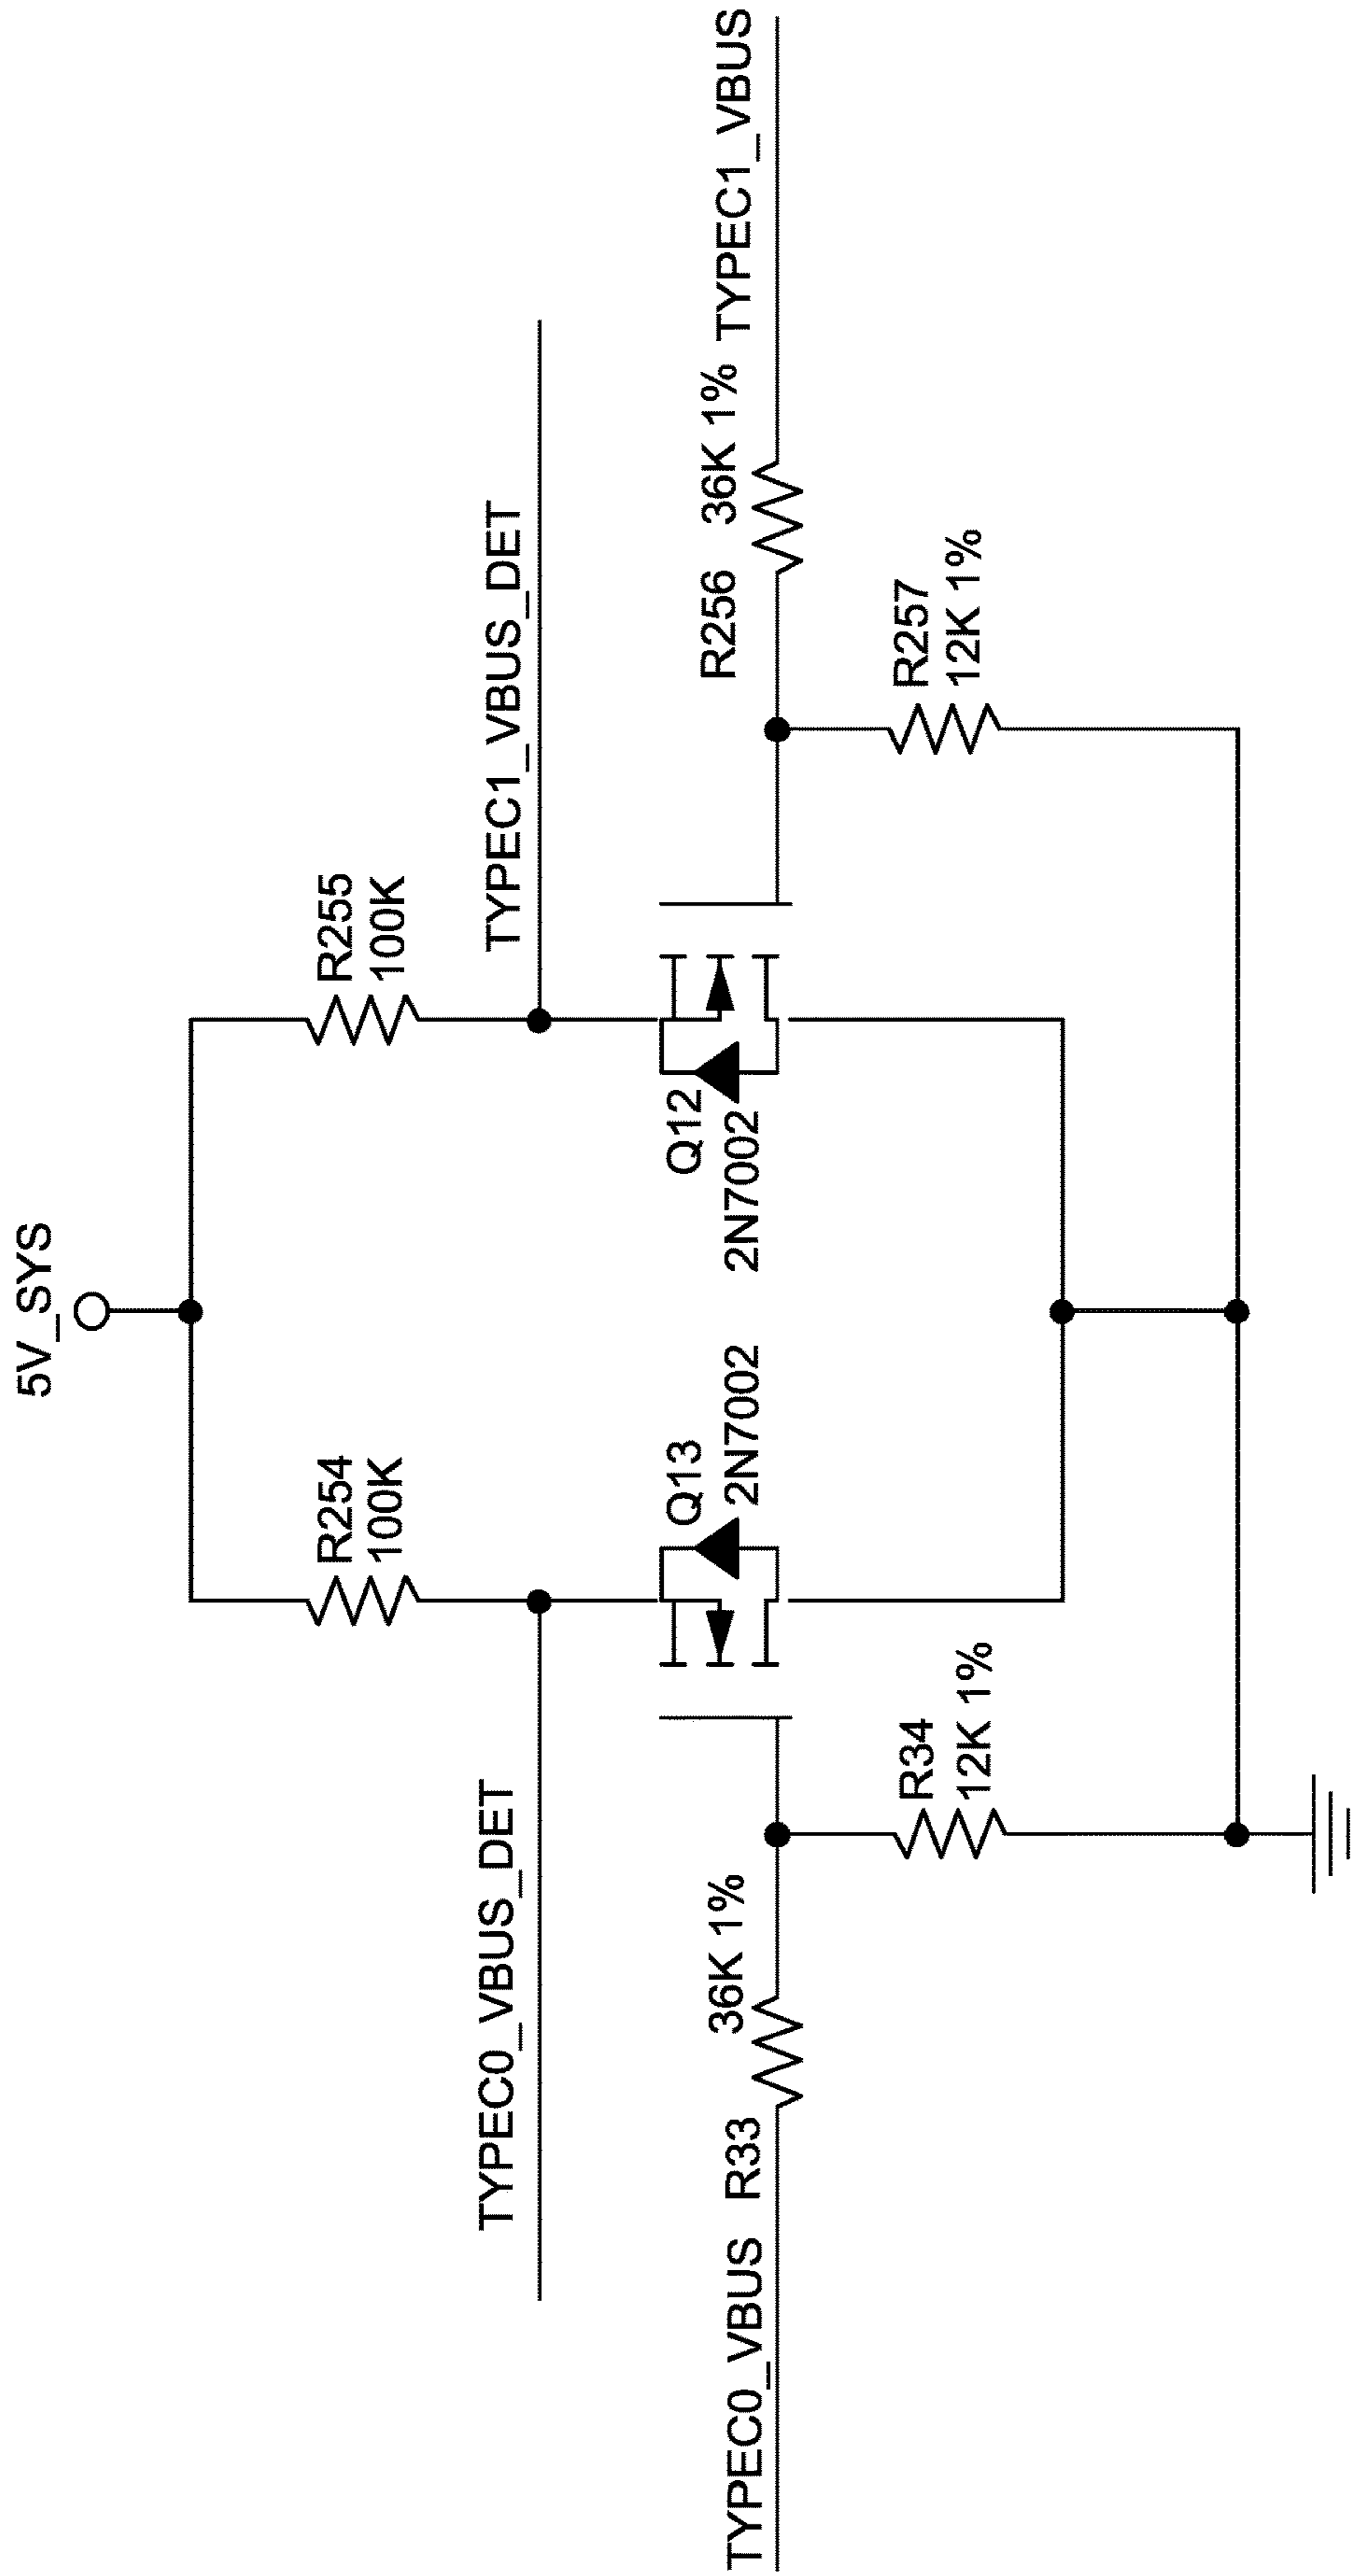 5V_SYS
R254
100K
R255
100K
TYPEC0_VBUS_DET
TYPEC1_VBUS_DET
Q13
2N7002
Q12
2N7002
TYPEC0_VBUS
R33
36K 1%
R34
12K 1%
R256
36K 1%
TYPEC1_VBUS
R257
12K 1%